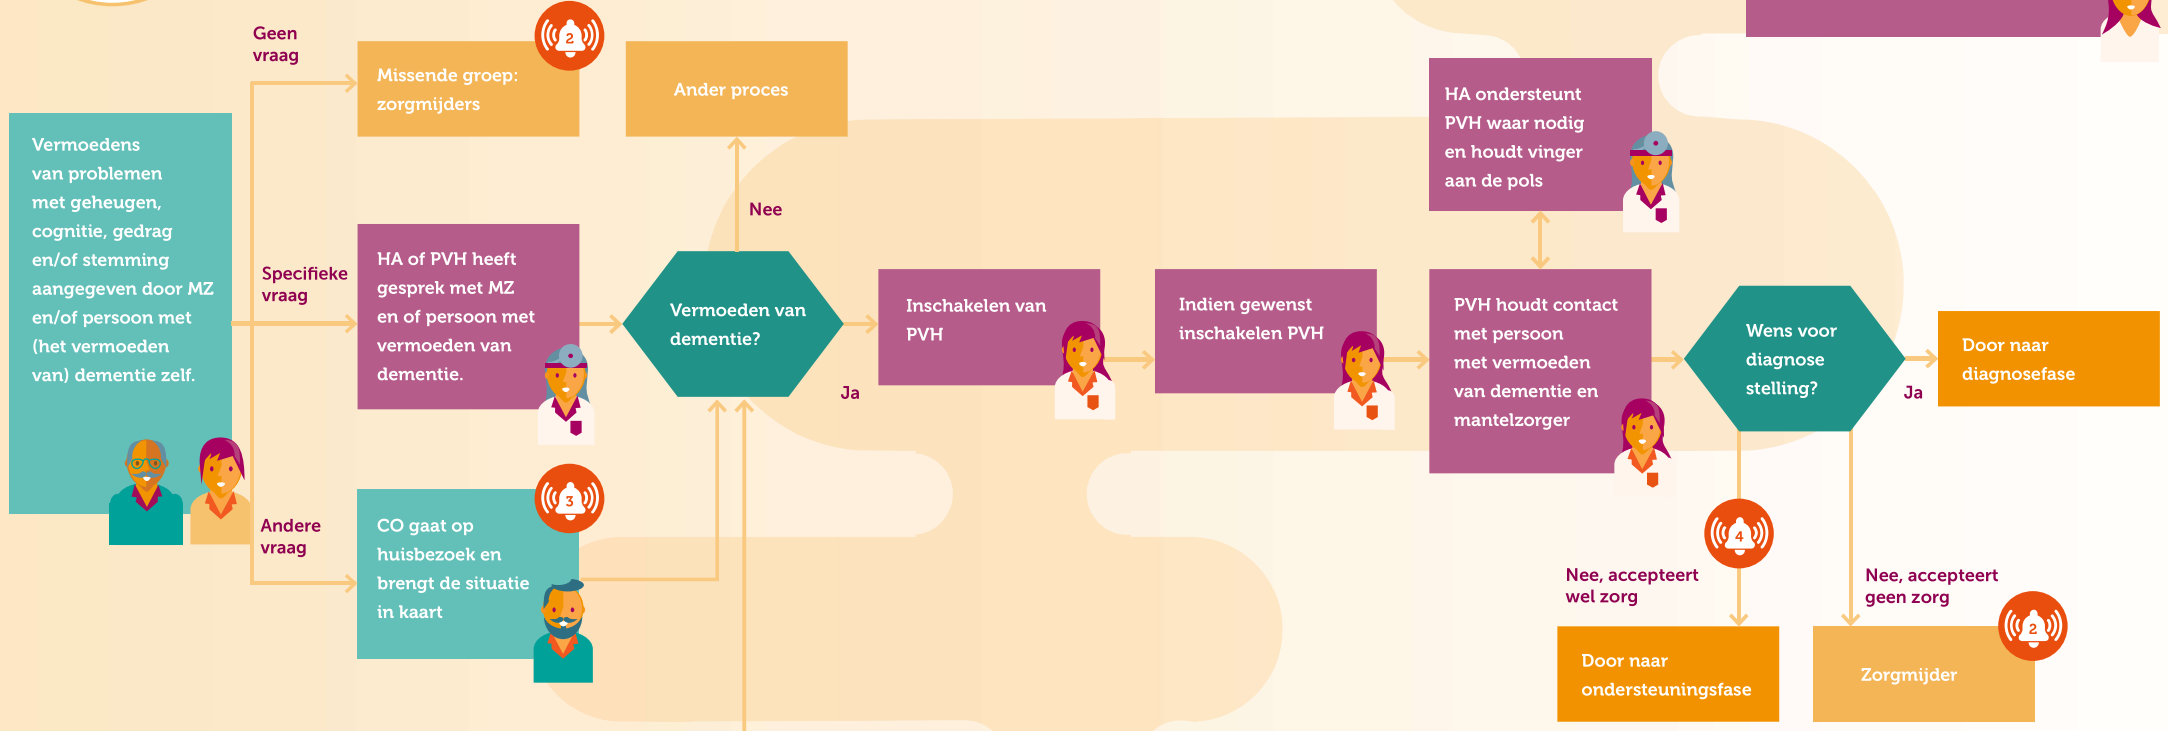 Geen
vraag
2
Missende groep:
zorgmijders
Ander proces
Vermoedens
van problemen
met geheugen,
cognitie, gedrag
en/of stemming
aangegeven door MZ
en/of persoon met
(het vermoeden
van) dementie zelf.
Specifieke
vraag
HA of PVH heeft
gesprek met MZ
en of persoon met
vermoeden van
dementie.
Nee
Vermoeden van
dementie?
Ja
Inschakelen van
PVH
Indien gewenst
inschakelen PVH
HA ondersteunt
PVH waar nodig
en houdt vinger
aan de pols
PVH houdt contact
met persoon
met vermoeden
van dementie en
mantelzorger
Wens voor
diagnose
stelling?
Ja
Door naar
diagnosefase
Andere
vraag
3
CO gaat op
huisbezoek en
brengt de situatie
in kaart
4
Nee, accepteert
wel zorg
Nee, accepteert
geen zorg
Door naar
ondersteuningsfase
2
Zorgmijder